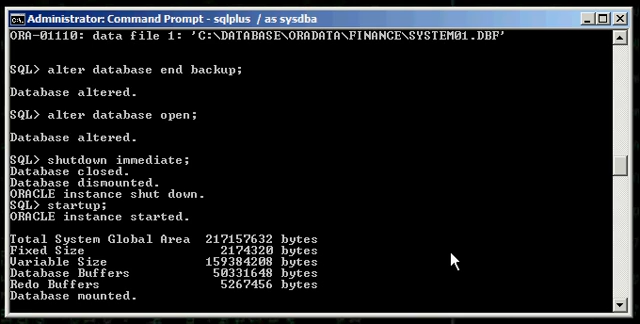 Administrator: Command Prompt - sqlplus / as sysdba
ORA-01110: data file 1: 'C:\DATABASE\ORADATA\FINANCE\SYSTEM01.DBF'
SQL> alter database end backup;
Database altered.
SQL> alter database open;
Database altered.
SQL> shutdown immediate;
Database closed.
Database dismounted.
ORACLE instance shut down.
SQL> startup;
ORACLE instance started.
Total System Global Area  217157632 bytes
Fixed Size                  2174320 bytes
Variable Size             159384208 bytes
Database Buffers           50331648 bytes
Redo Buffers                5267456 bytes
Database mounted.